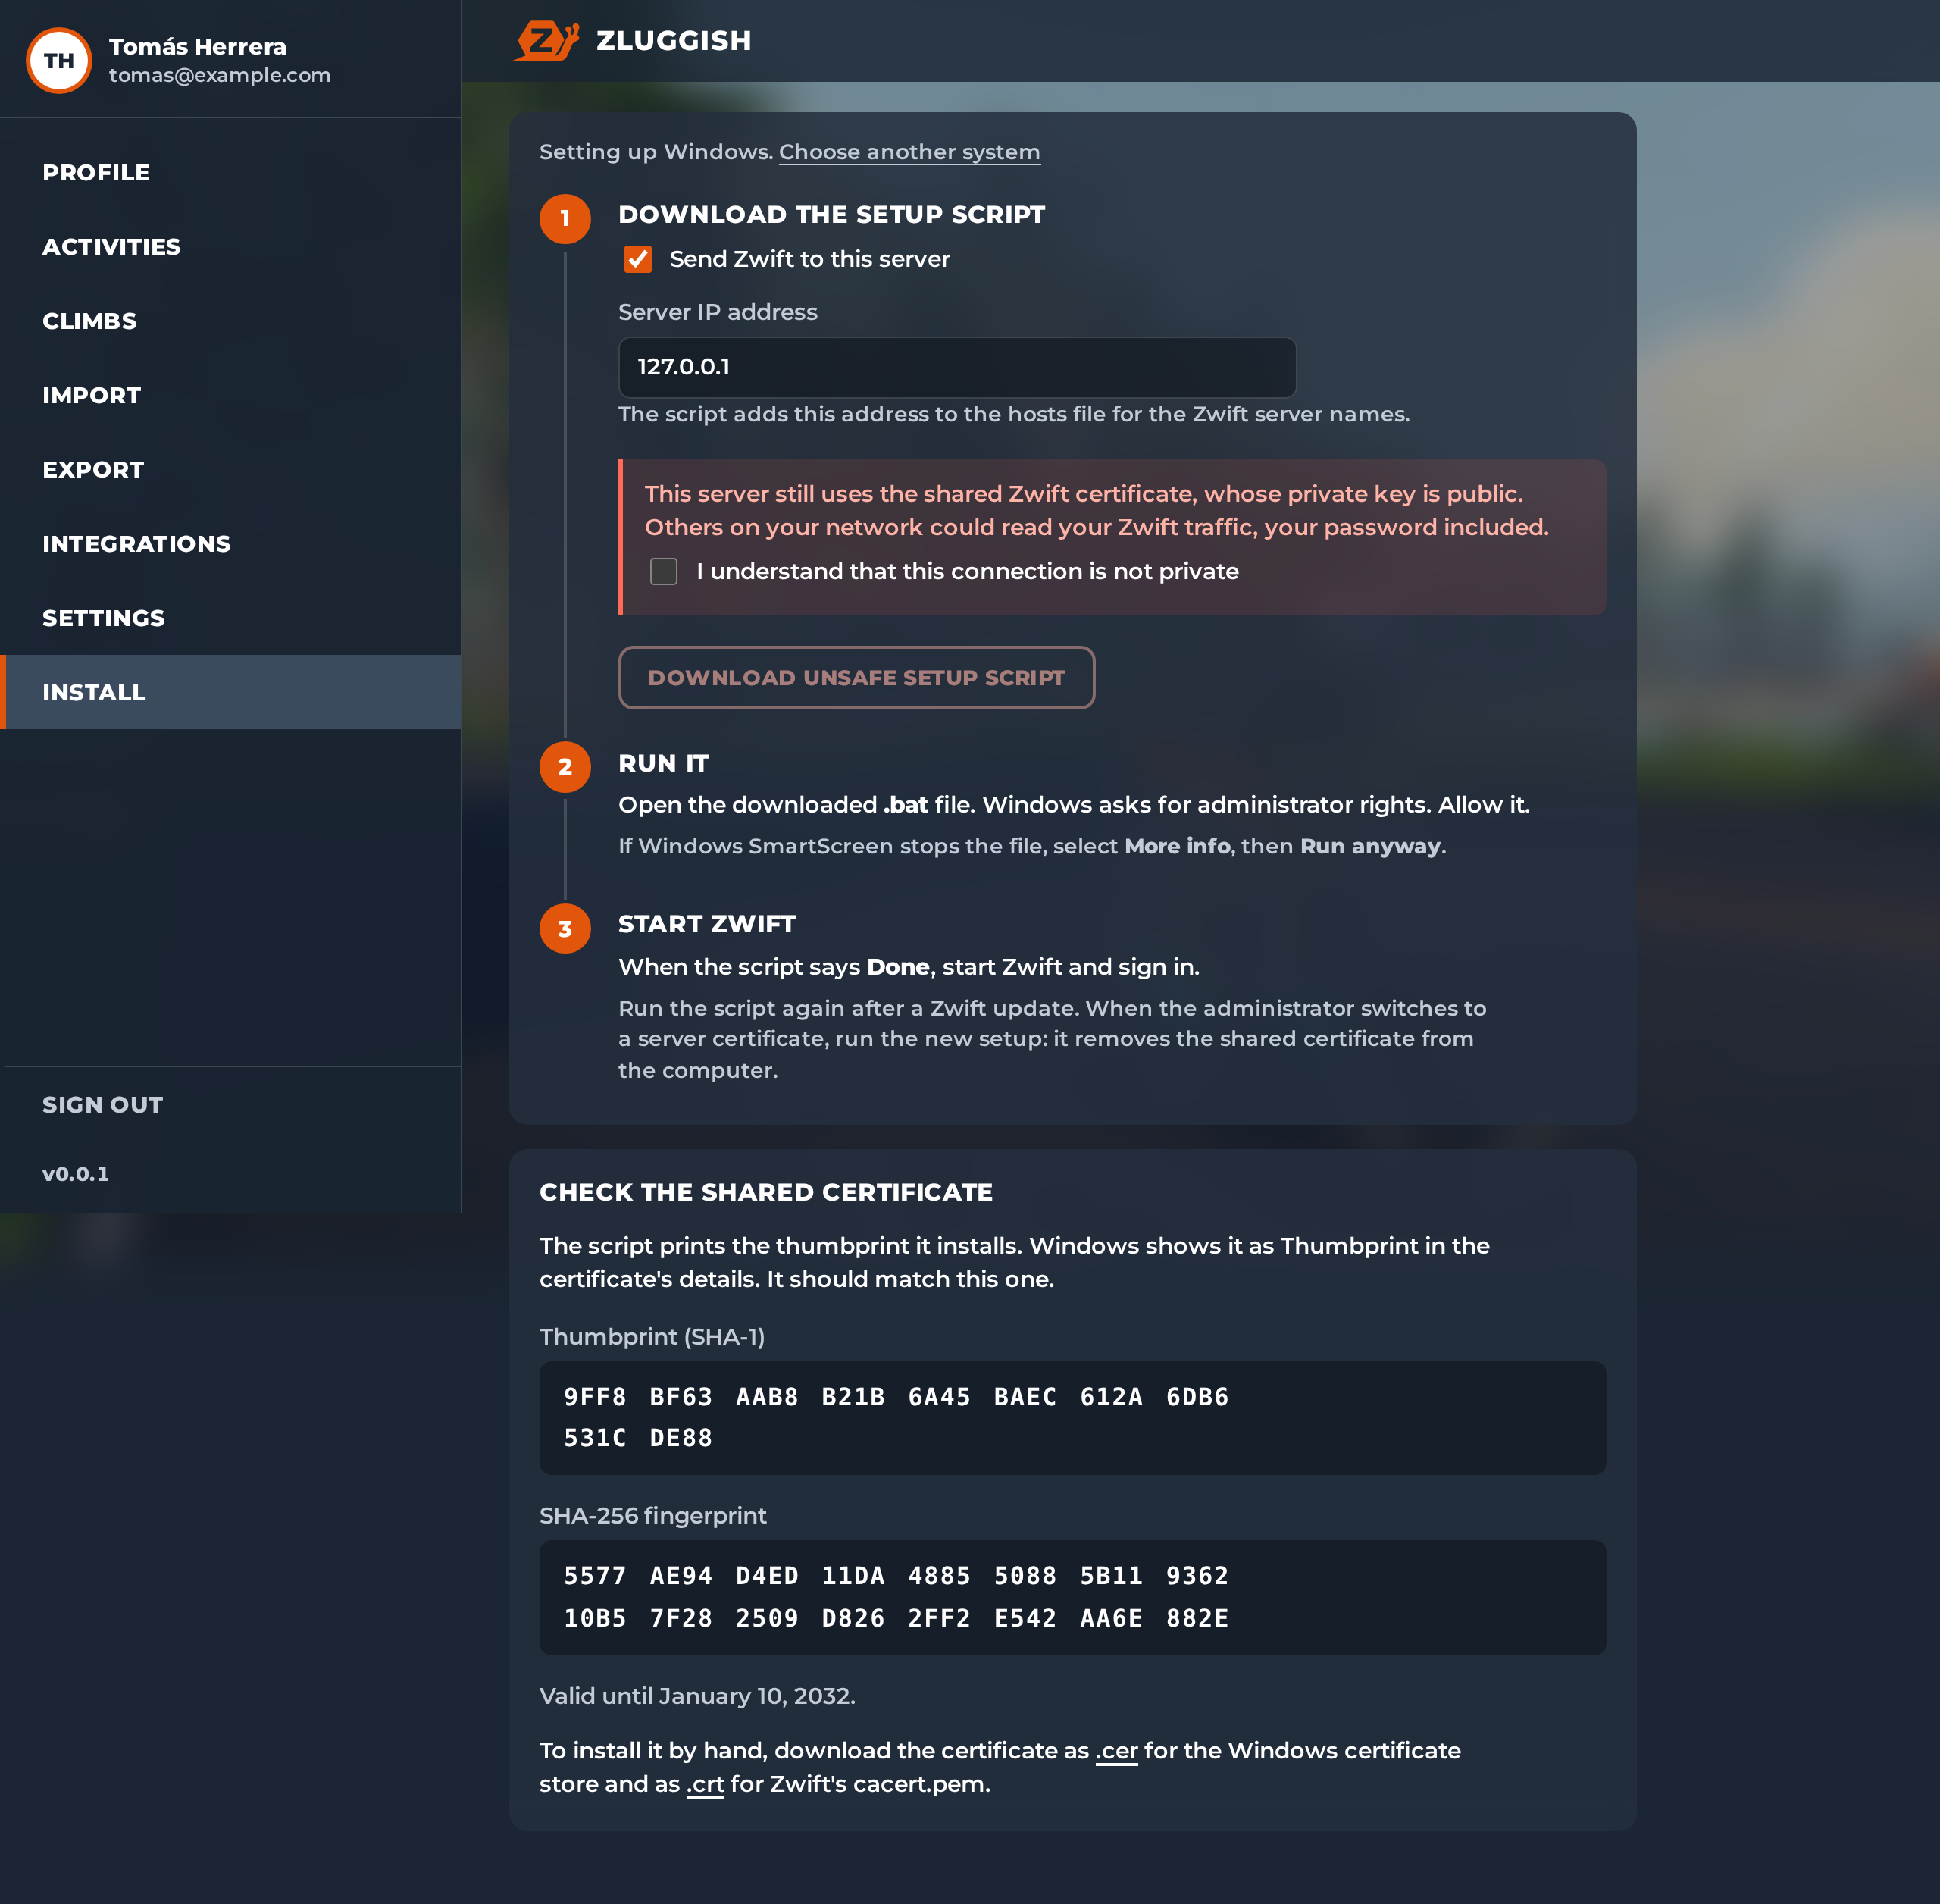 TH
Tomás Herrera
tomas@example.com
PROFILE
ACTIVITIES
CLIMBS
IMPORT
EXPORT
INTEGRATIONS
SETTINGS
INSTALL
SIGN OUT
v0.0.1
Z ZLUGGISH
Setting up Windows. Choose another system
1 DOWNLOAD THE SETUP SCRIPT
Send Zwift to this server
Server IP address
127.0.0.1
The script adds this address to the hosts file for the Zwift server names.
This server still uses the shared Zwift certificate, whose private key is public.
Others on your network could read your Zwift traffic, your password included.
I understand that this connection is not private
DOWNLOAD UNSAFE SETUP SCRIPT
2 RUN IT
Open the downloaded .bat file. Windows asks for administrator rights. Allow it.
If Windows SmartScreen stops the file, select More info, then Run anyway.
3 START ZWIFT
When the script says Done, start Zwift and sign in.
Run the script again after a Zwift update. When the administrator switches to
a server certificate, run the new setup: it removes the shared certificate from
the computer.
CHECK THE SHARED CERTIFICATE
The script prints the thumbprint it installs. Windows shows it as Thumbprint in the
certificate's details. It should match this one.
Thumbprint (SHA-1)
9FF8 BF63 AAB8 B21B 6A45 BAEC 612A 6DB6
531C DE88
SHA-256 fingerprint
5577 AE94 D4ED 11DA 4885 5088 5B11 9362
10B5 7F28 2509 D826 2FF2 E542 AA6E 882E
Valid until January 10, 2032.
To install it by hand, download the certificate as .cer for the Windows certificate
store and as .crt for Zwift's cacert.pem.